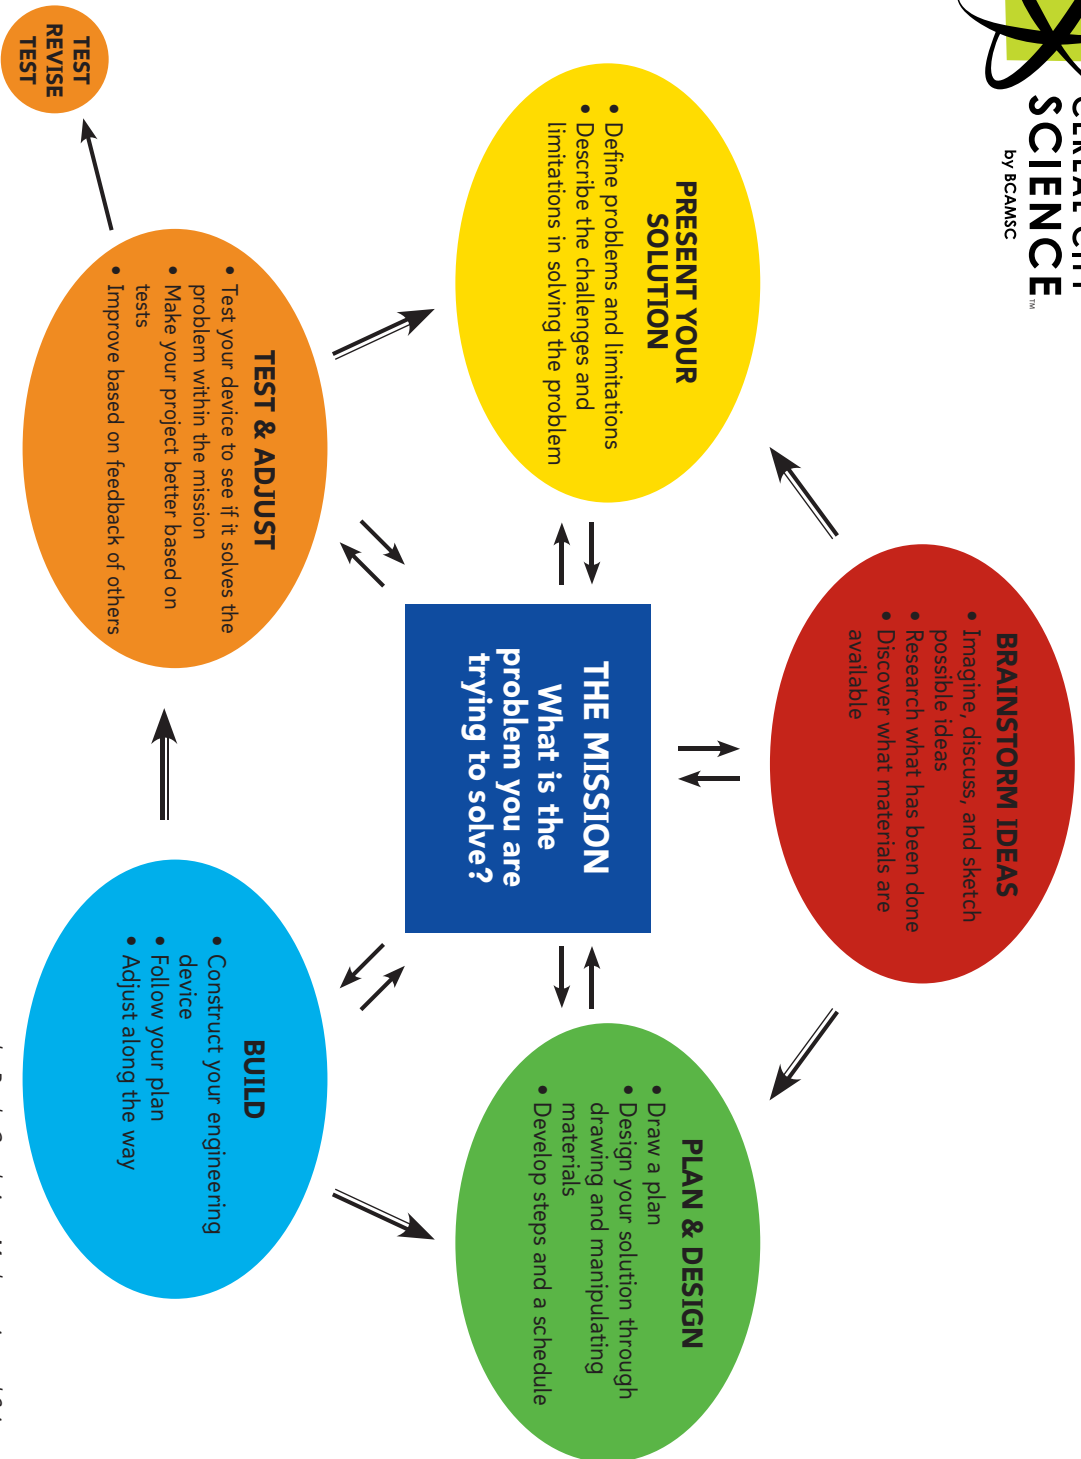 SCIENCE™
by BCAMSC
BRAINSTORM IDEAS
• Imagine, discuss, and sketch
possible ideas
• Research what has been done
• Discover what materials are
available
PRESENT YOUR
SOLUTION
• Define problems and limitations
• Describe the challenges and
limitations in solving the problem
THE MISSION
What is the
problem you are
trying to solve?
PLAN & DESIGN
• Draw a plan
• Design your solution through
drawing and manipulating
materials
• Develop steps and a schedule
TEST & ADJUST
• Test your device to see if it solves the
problem within the mission
• Make your project better based on
tests
• Improve based on feedback of others
BUILD
• Construct your engineering
device
• Follow your plan
• Adjust along the way
TEST
REVISE
TEST